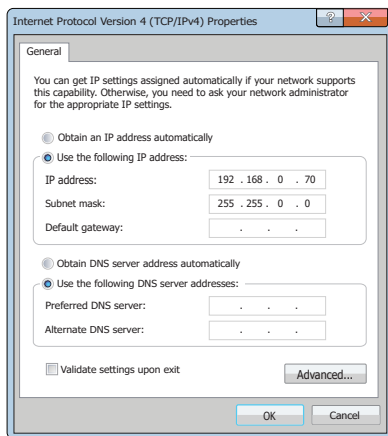 Internet Protocol Version 4 (TCP/IPv4) Properties
?
X
General
You can get IP settings assigned automatically if your network supports
this capability. Otherwise, you need to ask your network administrator
for the appropriate IP settings.
Obtain an IP address automatically
Use the following IP address:
IP address: 192 . 168 . 0 . 70
Subnet mask: 255 . 255 . 0 . 0
Default gateway: . . .
Obtain DNS server address automatically
Use the following DNS server addresses:
Preferred DNS server: . . .
Alternate DNS server: . . .
Validate settings upon exit
Advanced...
OK Cancel